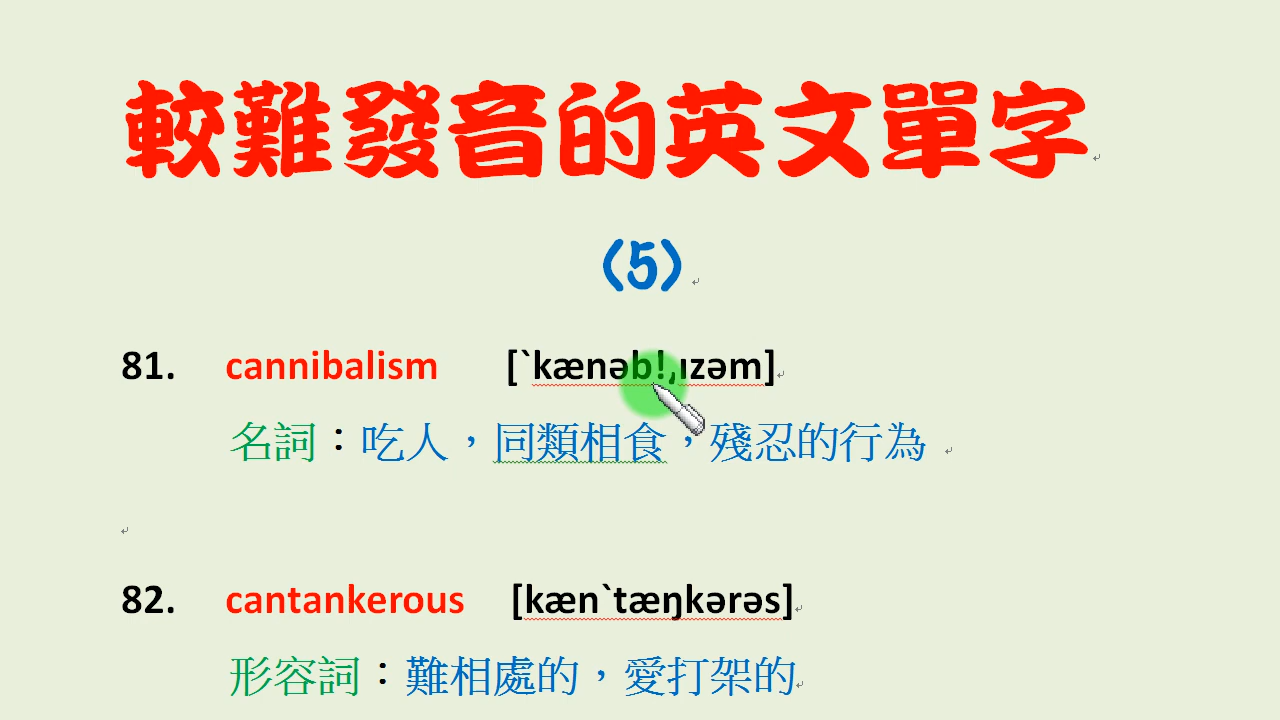 較難發音的英文單字
(5)
81. cannibalism [`kænəb!͵ɪzəm]
名詞：吃人，同類相食，殘忍的行為
82. cantankerous [kæn`tæŋkərəs]
形容詞：難相處的，愛打架的